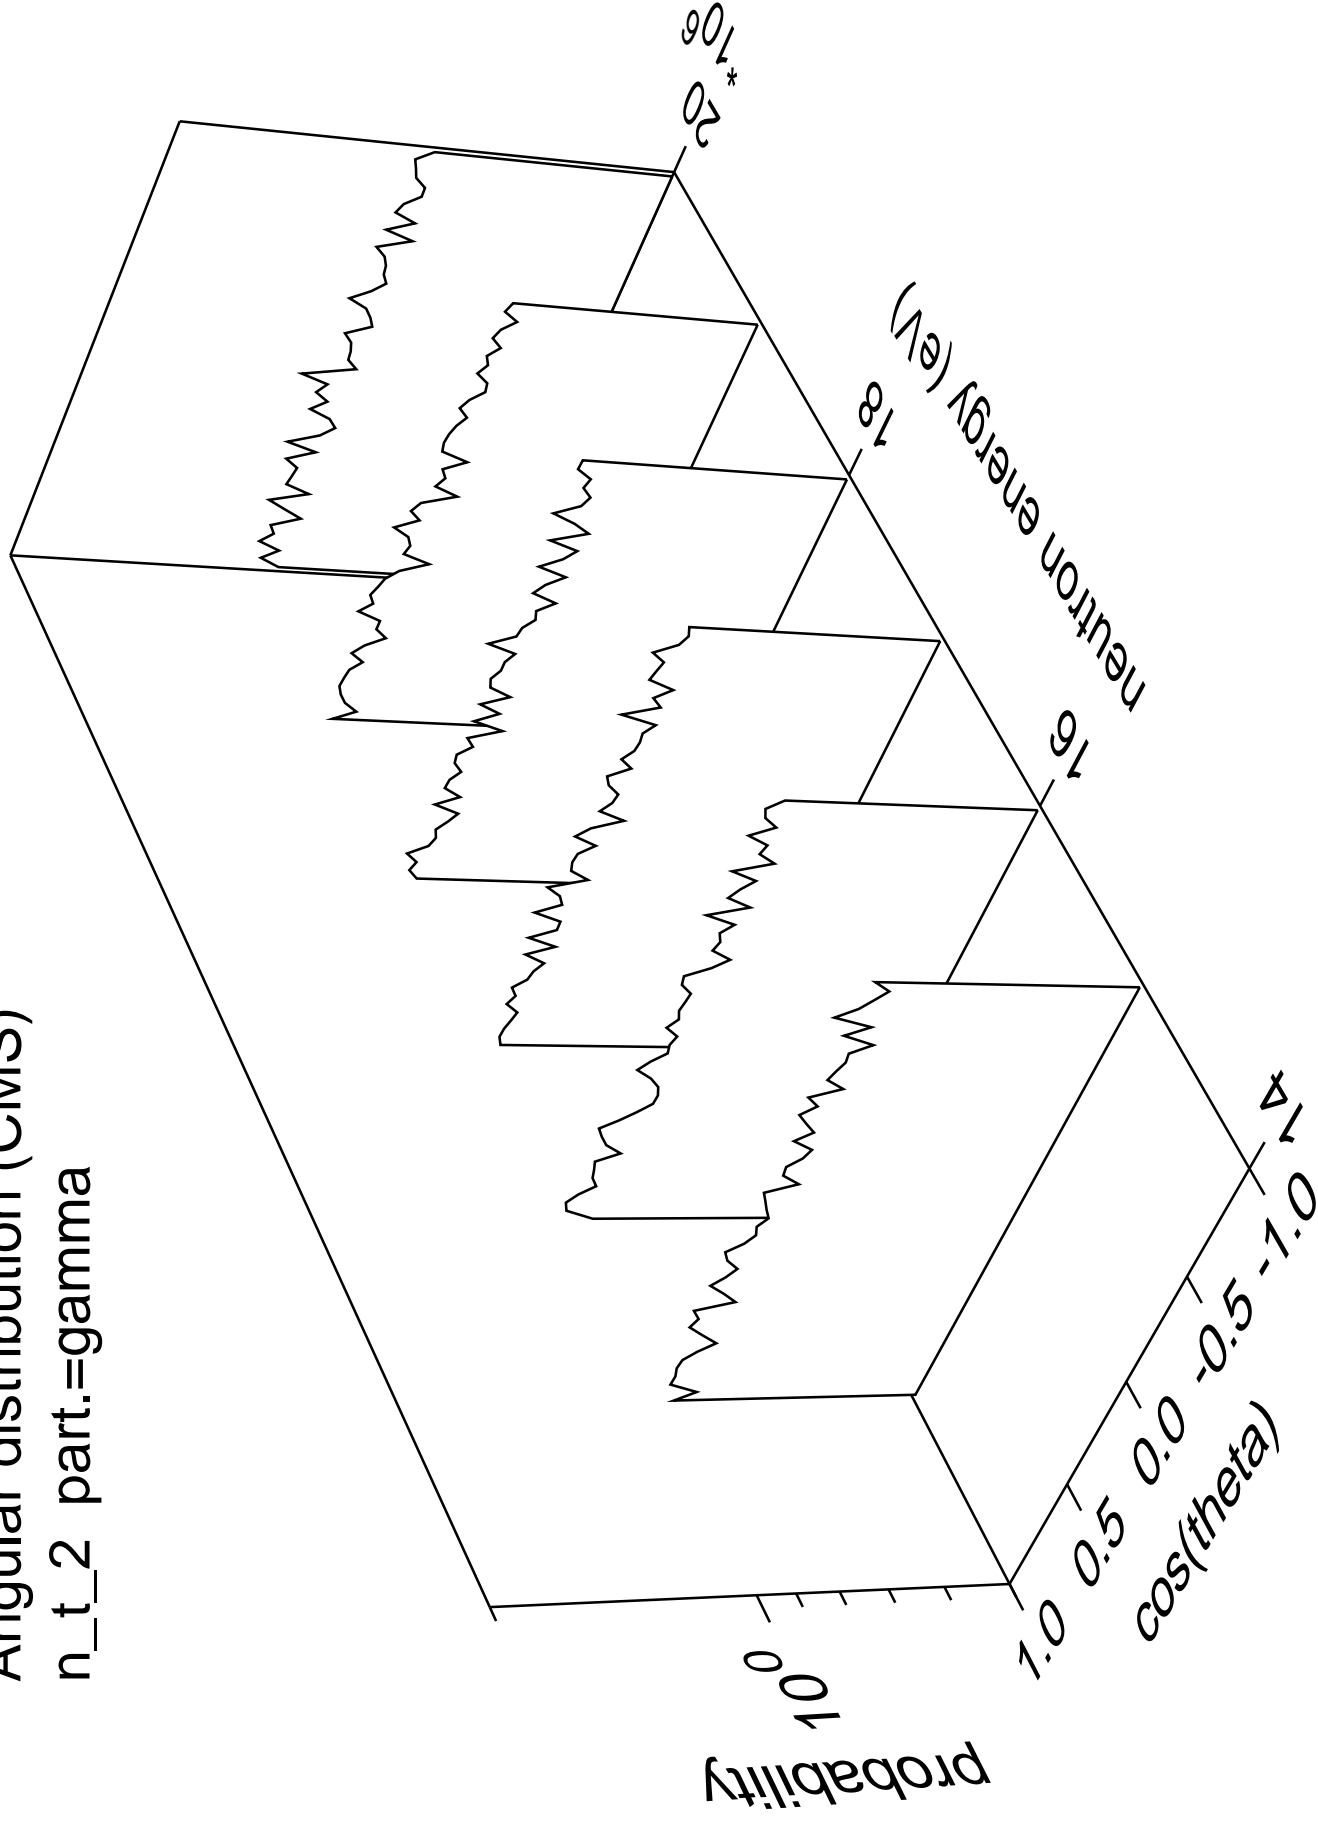 Angular distribution (CMS)
n_t_2 part.=gamma
probability
10 0
1.0 0.5 0.0 -0.5 -1.0
cos(theta)
14 16 18 20
* 10 6
neutron energy (eV)